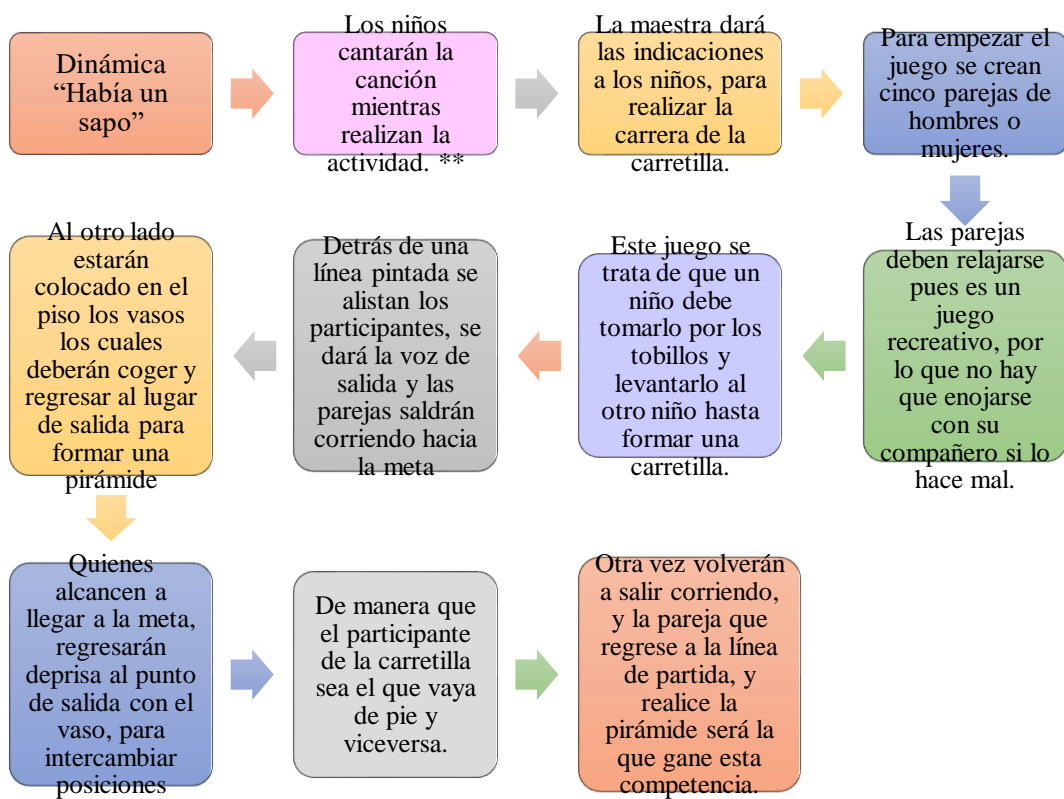 Dinámica
“Había un
sapo”
Los niños
cantarán la
canción
mientras
realizan la
actividad. **
La maestra dará
las indicaciones
a los niños, para
realizar la
carrera de la
carretilla.
Para empezar el
juego se crean
cinco parejas de
hombres o
mujeres.
Las parejas
deben relajarse
pues es un
juego
recreativo, por
lo que no hay
que enojarse
con su
compañero si lo
hace mal.
Este juego se
trata de que un
niño debe
tomarlo por los
tobillos y
levantarlo al
otro niño hasta
formar una
carretilla.
Detrás de una
línea pintada se
alistan los
participantes, se
dará la voz de
salida y las
parejas saldrán
corriendo hacia
la meta
Al otro lado
estarán
colocado en el
piso los vasos
los cuales
deberán coger y
regresar al lugar
de salida para
formar una
pirámide
Quienes
alcancen a
llegar a la meta,
regresarán
deprisa al punto
de salida con el
vaso, para
intercambiar
posiciones
De manera que
el participante
de la carretilla
sea el que vaya
de pie y
viceversa.
Otra vez volverán
a salir corriendo,
y la pareja que
regrese a la línea
de partida, y
realice la
pirámide será la
que gane esta
competencia.